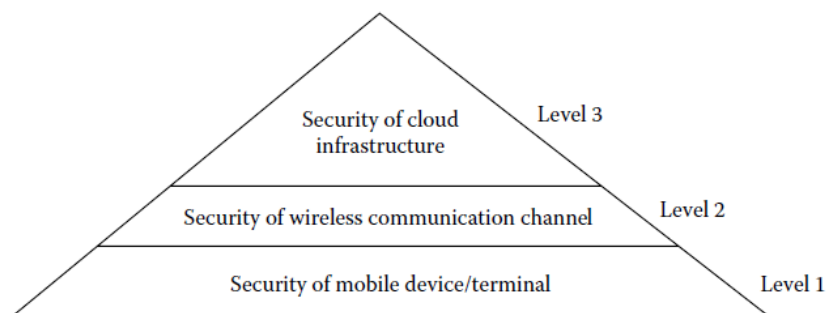 Security of cloud
infrastructure
Level 3
Security of wireless communication channel
Level 2
Security of mobile device/terminal
Level 1